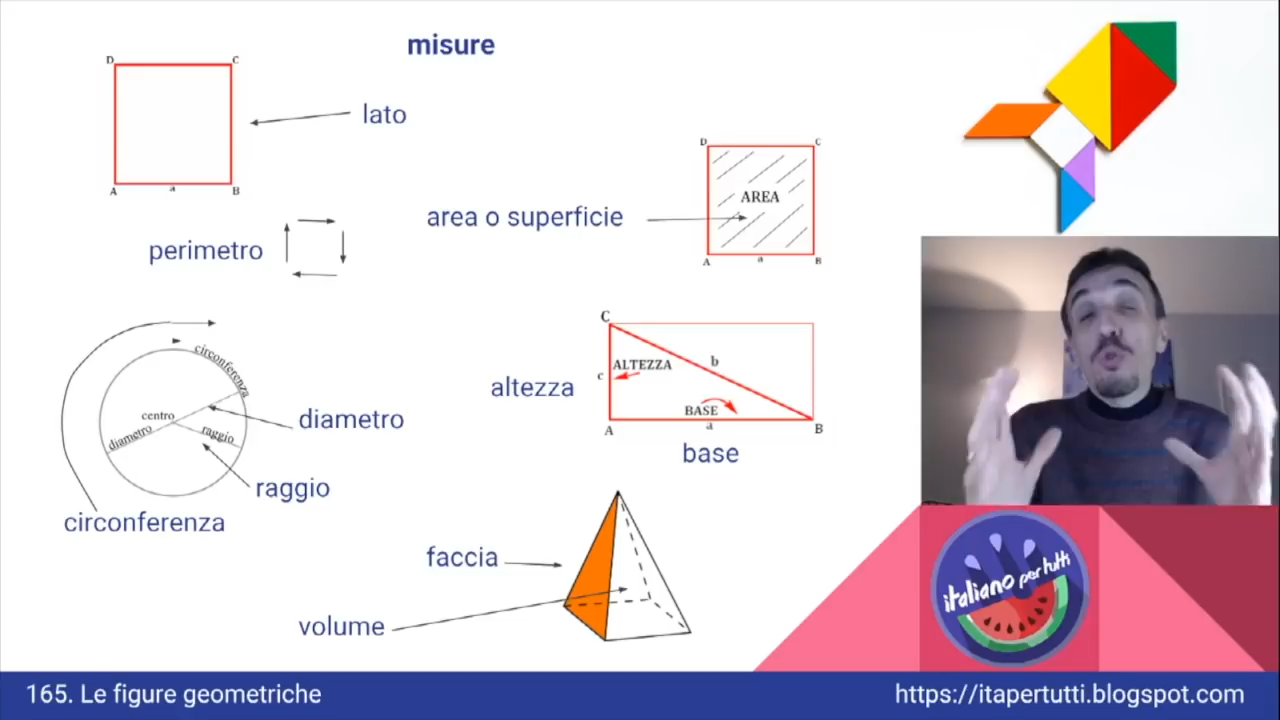 misure
D
C
lato
A
a
B
perimetro
area o superficie
D
C
AREA
A
a
B
circonferenza
centro
diametro
raggio
diametro
raggio
circonferenza
altezza
C
ALTEZZA
b
c
BASE
A
a
B
base
faccia
volume
italiano per tutti
165. Le figure geometriche
https://itapertutti.blogspot.com